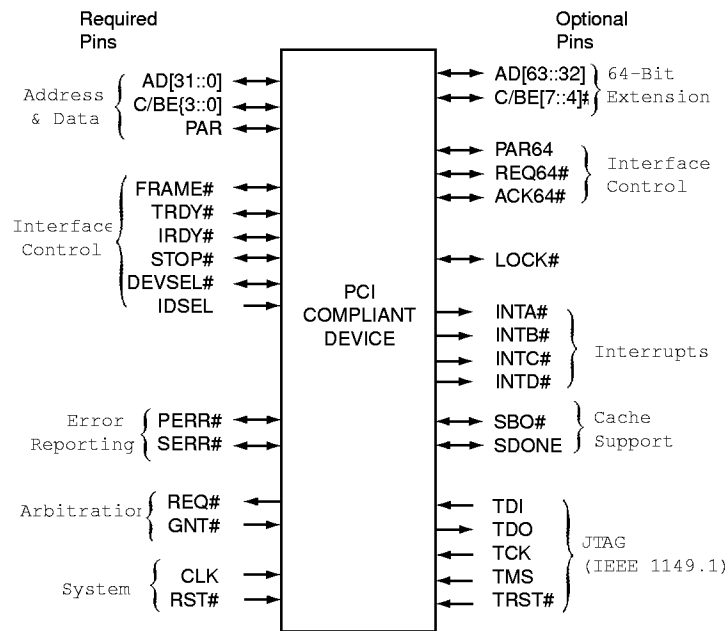 Required
Pins
Optional
Pins
Address
& Data
AD[31::0]
C/BE{3::0]
PAR
Interface
Control
FRAME#
TRDY#
IRDY#
STOP#
DEVSEL#
IDSEL
Error
Reporting
PERR#
SERR#
Arbitration
REQ#
GNT#
System
CLK
RST#
PCI
COMPLIANT
DEVICE
AD[63::32]
C/BE[7::4]#
64-Bit
Extension
PAR64
REQ64#
ACK64#
Interface
Control
LOCK#
INTA#
INTB#
INTC#
INTD#
Interrupts
SBO#
SDONE
Cache
Support
TDI
TDO
TCK
TMS
TRST#
JTAG
(IEEE 1149.1)